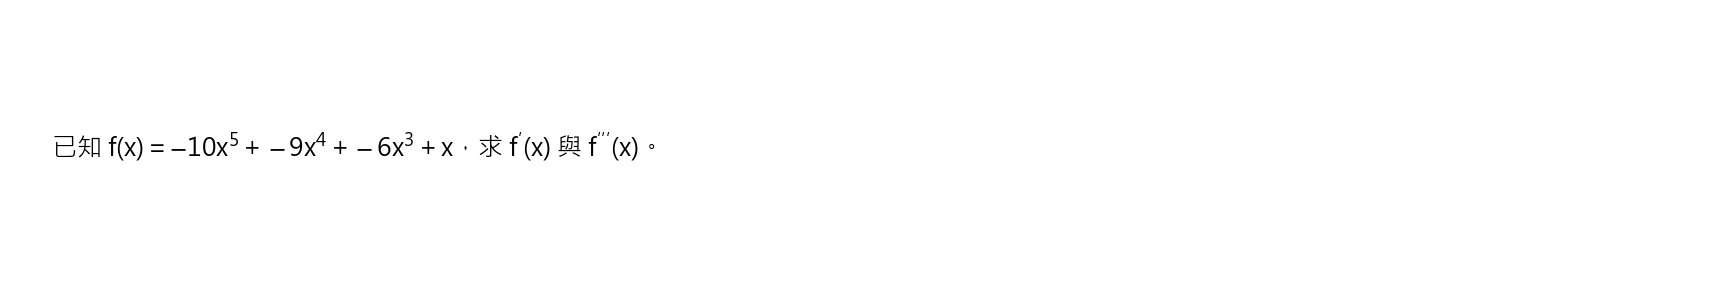 已知 f(x) = –10x⁵ + –9x⁴ + –6x³ + x，求 f′(x) 與 f′′′(x)。